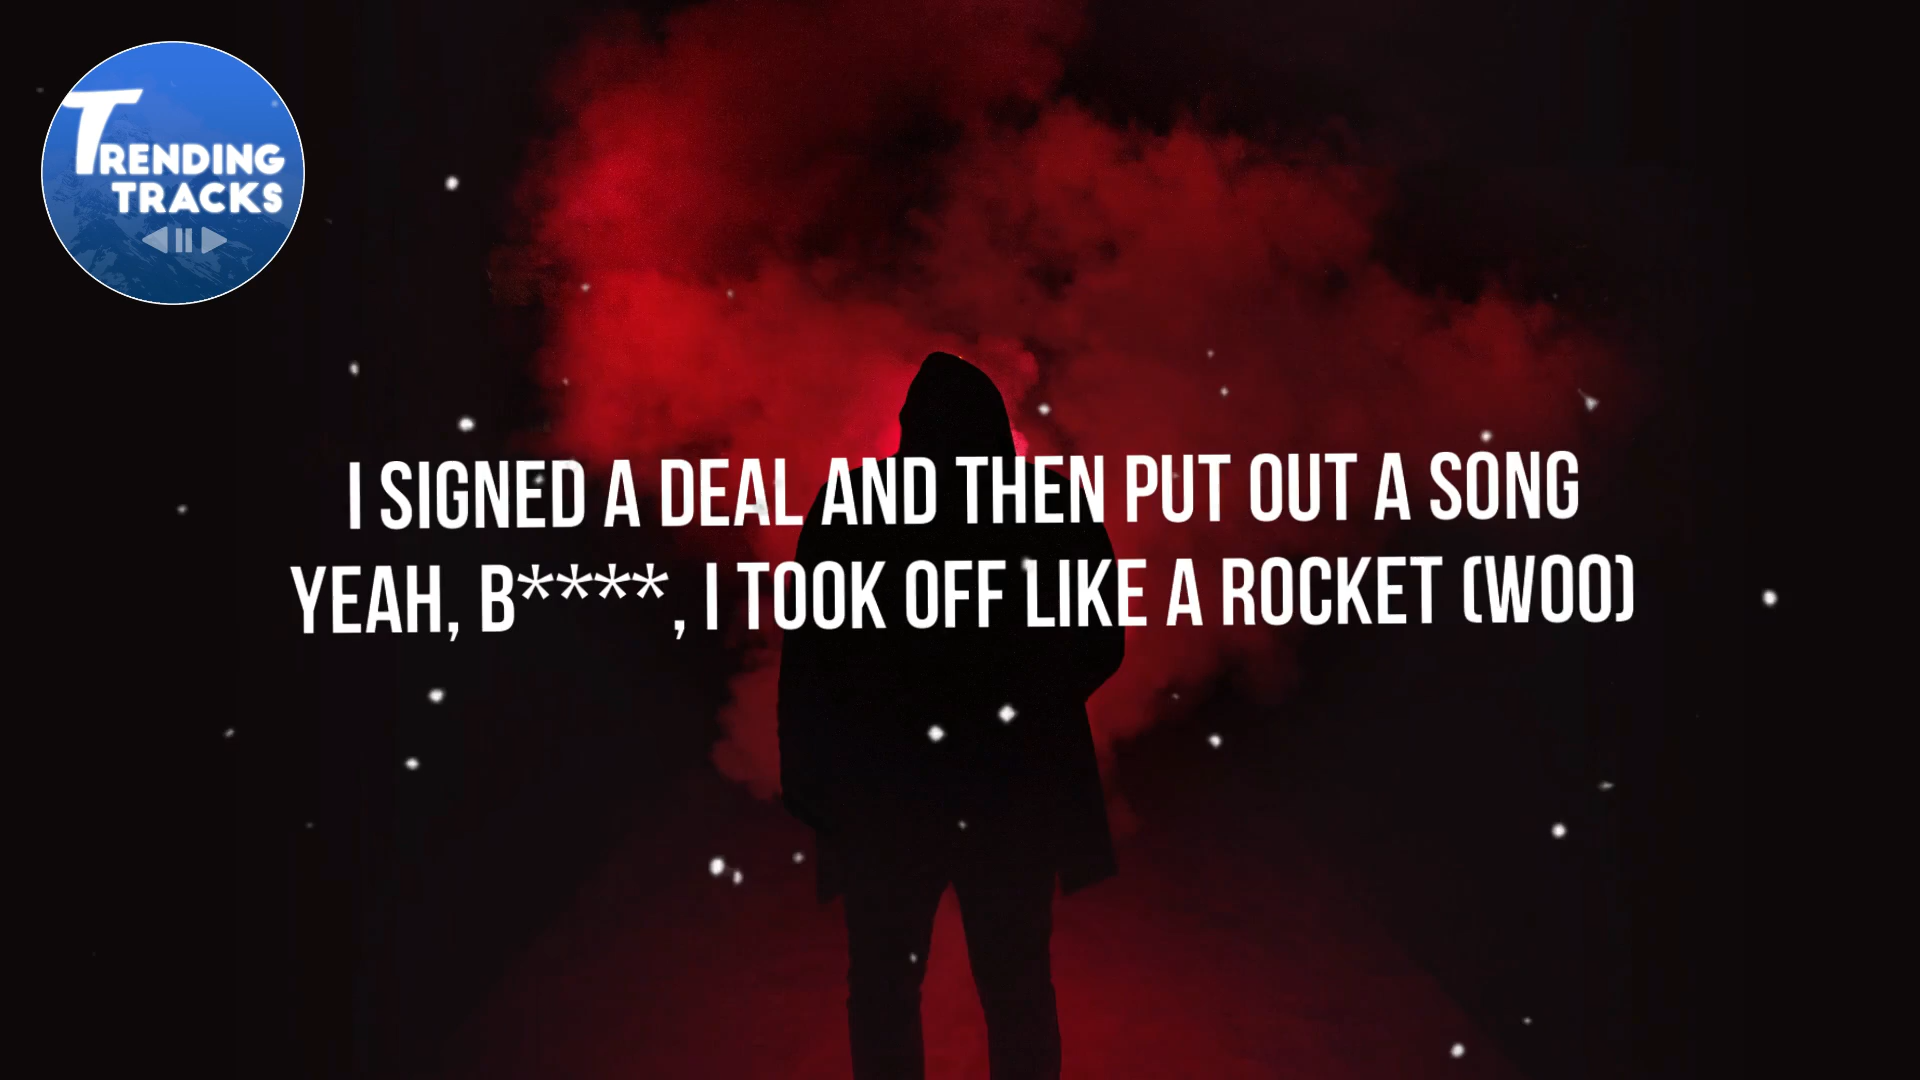 TRENDING
TRACKS
I SIGNED A DEAL AND THEN PUT OUT A SONG
YEAH, B****, I TOOK OFF LIKE A ROCKET (WOO)